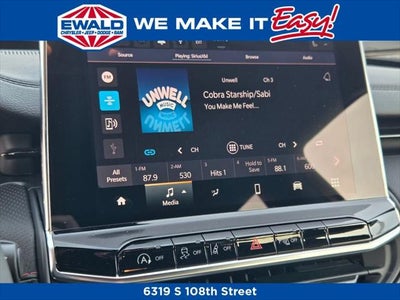 EWALD
CHRYSLER • JEEP • DODGE • RAM
WE MAKE IT Easy!
Source
Playing: SiriusXM
Browse
Audio
Unwell
Ch 3
UNWELL
MUSIC
Cobra Starship/Sabi
You Make Me Feel...
CH
TUNE
CH
All Presets
1-FM
87.9
2-AM
530
3-
Hits 1
4-
Hold to Save
5-FM
88.1
Media
OFF
6319 S 108th Street